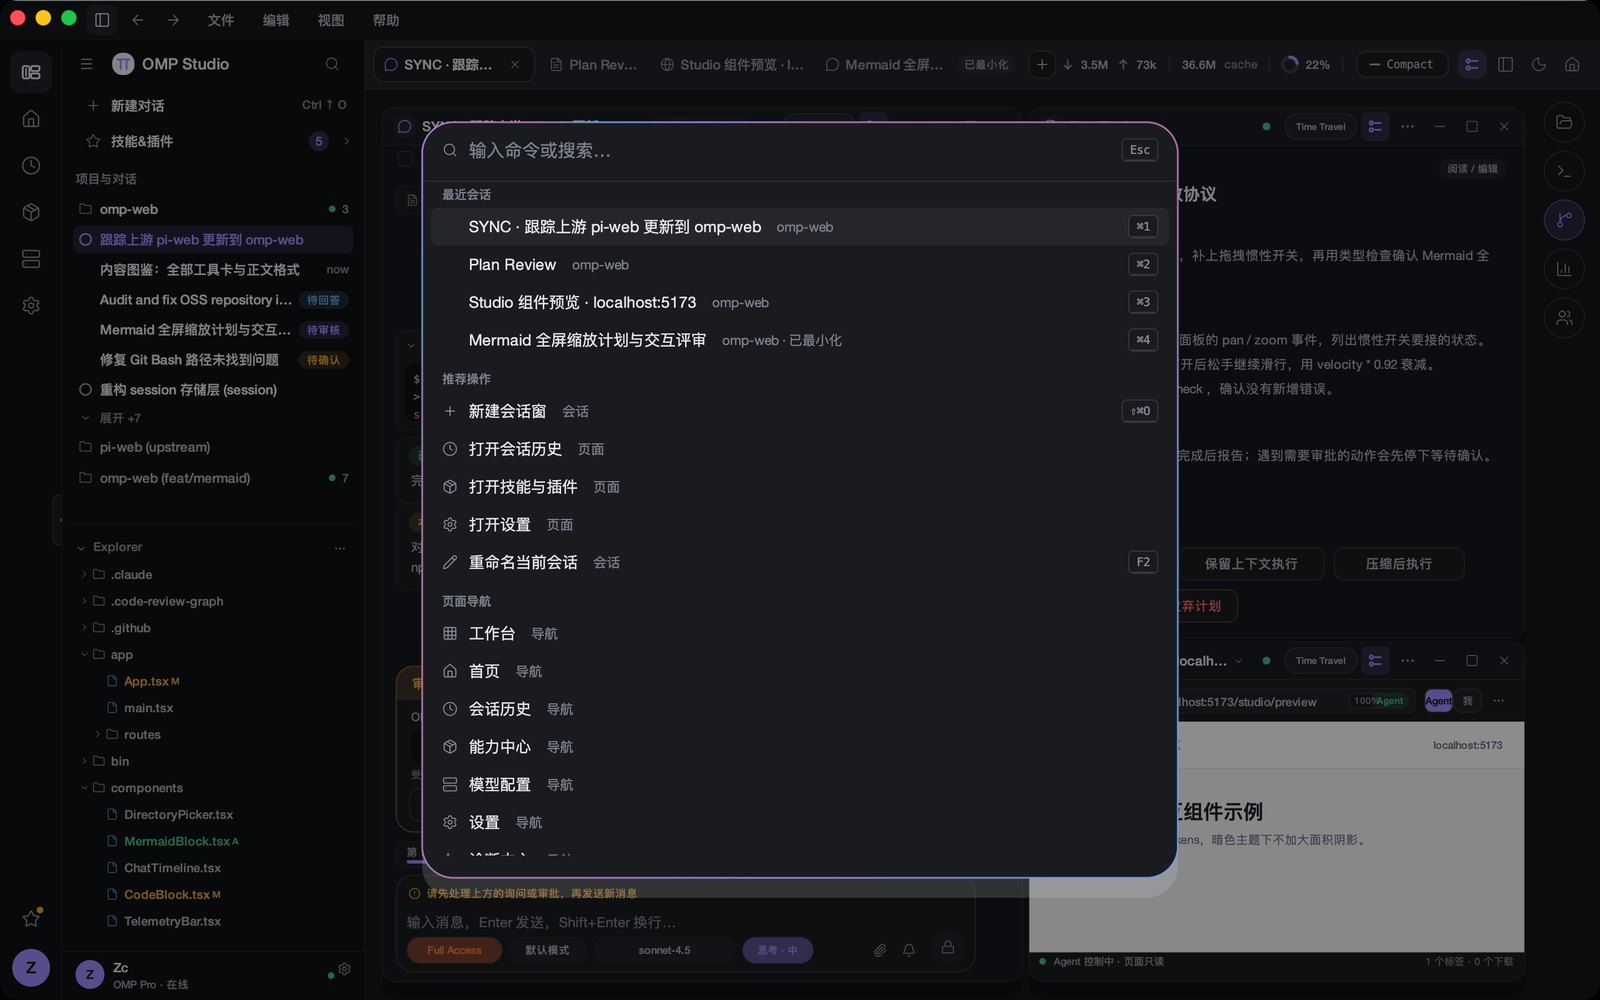 文件 编辑 视图 帮助
OMP Studio
新建对话 Ctrl ↑ O
技能&插件 5
项目与对话
omp-web 3
跟踪上游 pi-web 更新到 omp-web
内容图鉴：全部工具卡与正文格式 now
Audit and fix OSS repository i... 待回答
Mermaid 全屏缩放计划与交互... 待审核
修复 Git Bash 路径未找到问题 待确认
重构 session 存储层 (session)
展开 +7
pi-web (upstream)
omp-web (feat/mermaid) 7
Explorer
.claude
.code-review-graph
.github
app
App.tsx M
main.tsx
routes
bin
components
DirectoryPicker.tsx
MermaidBlock.tsx A
ChatTimeline.tsx
CodeBlock.tsx M
TelemetryBar.tsx
Z
Z Zc
OMP Pro · 在线
SYNC · 跟踪... Plan Rev... Studio 组件预览 · l... Mermaid 全屏... 已最小化 ↓ 3.5M ↑ 73k 36.6M cache 22% Compact
输入命令或搜索... Esc
最近会话
SYNC · 跟踪上游 pi-web 更新到 omp-web omp-web ⌘1
Plan Review omp-web ⌘2
Studio 组件预览 · localhost:5173 omp-web ⌘3
Mermaid 全屏缩放计划与交互评审 omp-web · 已最小化 ⌘4
推荐操作
新建会话窗 会话 ⇧⌘O
打开会话历史 页面
打开技能与插件 页面
打开设置 页面
重命名当前会话 会话 F2
页面导航
工作台 导航
首页 导航
会话历史 导航
能力中心 导航
模型配置 导航
设置 导航
请先处理上方的询问或审批，再发送新消息
输入消息，Enter 发送，Shift+Enter 换行...
Full Access 默认模式 sonnet-4.5 思考 · 中
Time Travel
阅读 / 编辑
协议
，补上拖拽惯性开关，再用类型检查确认 Mermaid 全
面板的 pan / zoom 事件，列出惯性开关要接的状态。
开后松手继续滑行，用 velocity * 0.92 衰减。
heck，确认没有新增错误。
完成后报告；遇到需要审批的动作会先停下等待确认。
保留上下文执行 压缩后执行
弃计划
ocalh... Time Travel
lhost:5173/studio/preview 100% Agent Agent 我
localhost:5173
组件示例
kens，暗色主题下不加大面积阴影。
Agent 控制中 · 页面只读 1 个标签 · 0 个下载